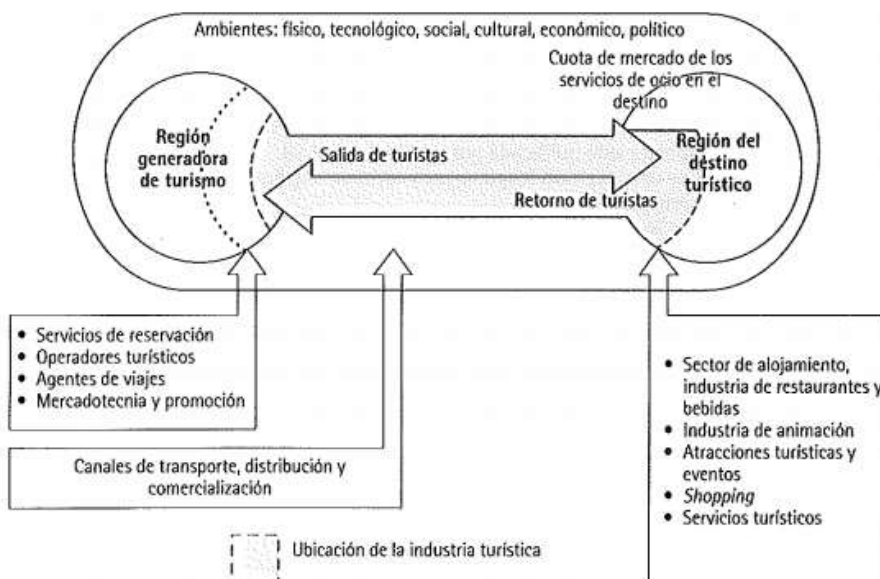 Ambientes: físico, tecnológico, social, cultural, económico, político
Cuota de mercado de los
servicios de ocio en el
destino
Región
generadora
de turismo
Salida de turistas
Retorno de turistas
Región del
destino
turístico
• Servicios de reservación
• Operadores turísticos
• Agentes de viajes
• Mercadotecnia y promoción
Canales de transporte, distribución y
comercialización
• Sector de alojamiento,
industria de restaurantes y
bebidas
• Industria de animación
• Atracciones turísticas y
eventos
• Shopping
• Servicios turísticos
Ubicación de la industria turística